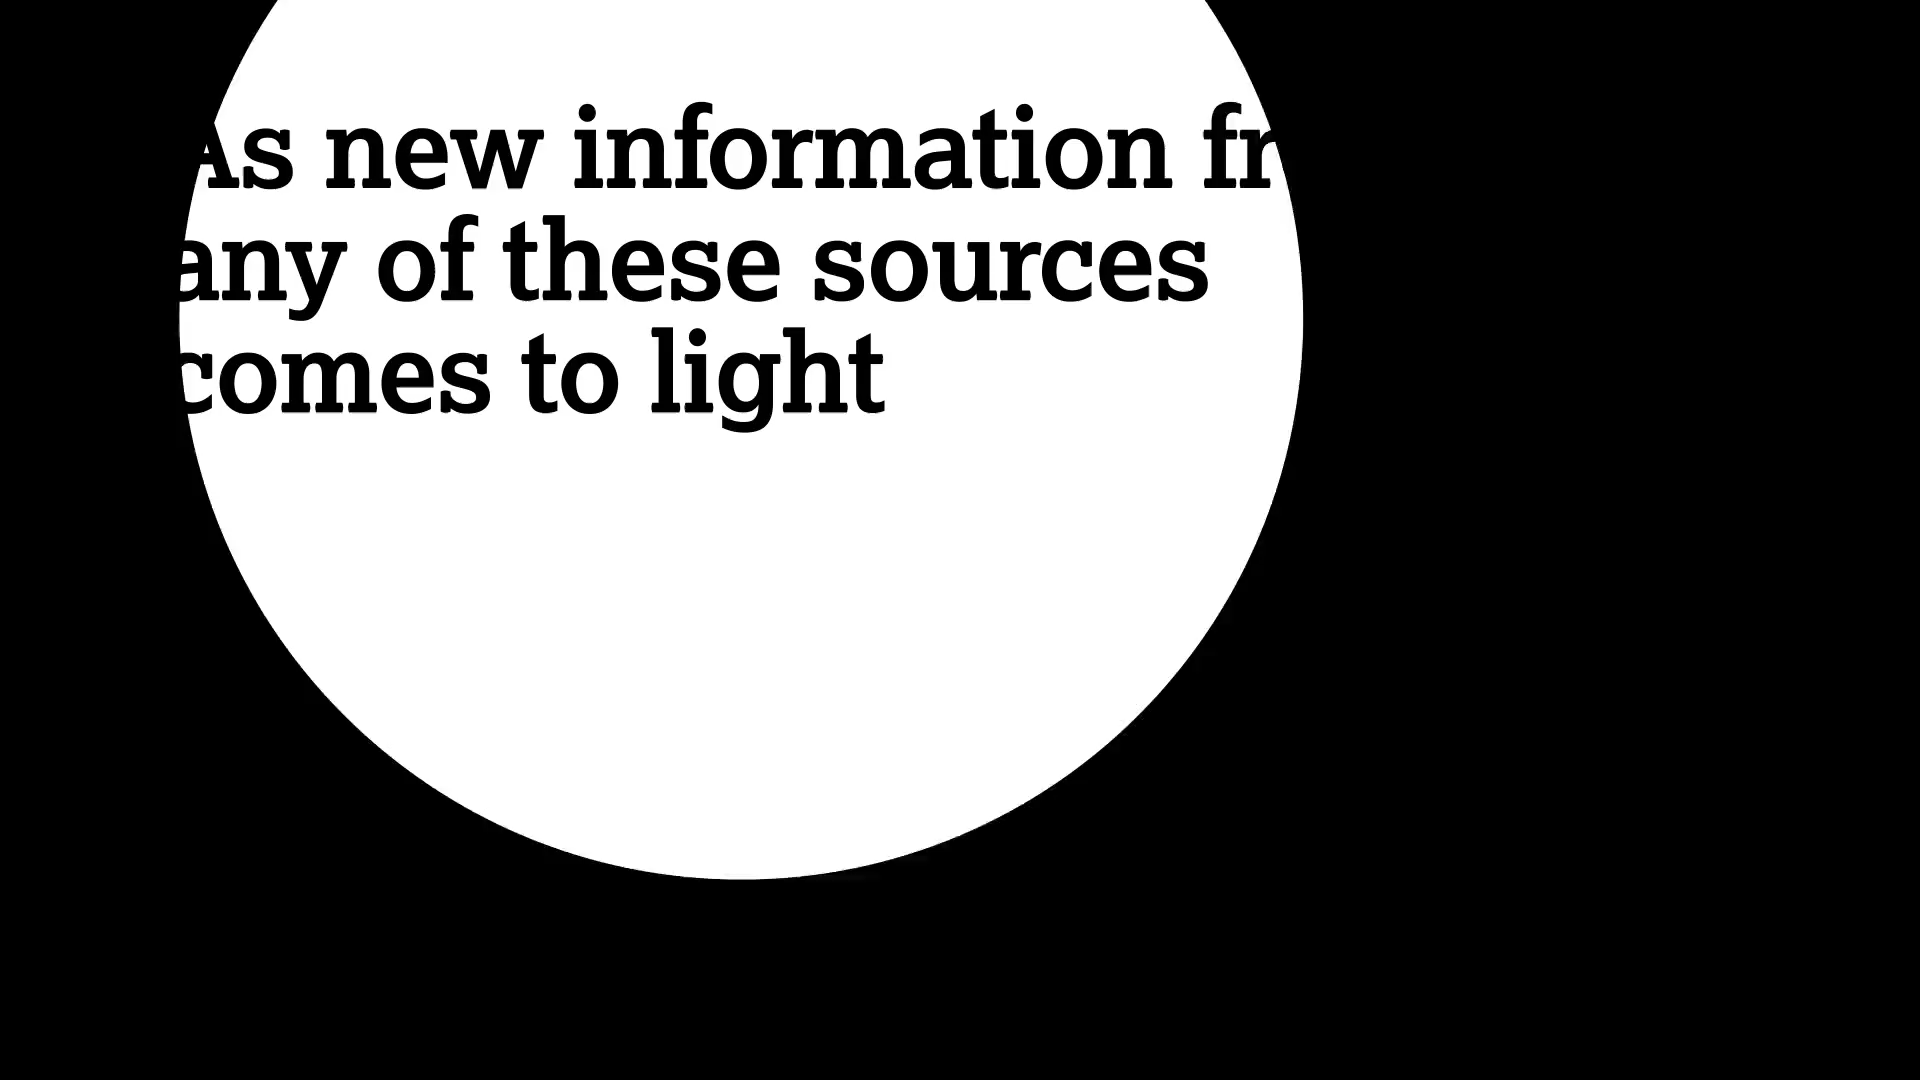 As new information fr
any of these sources
comes to light